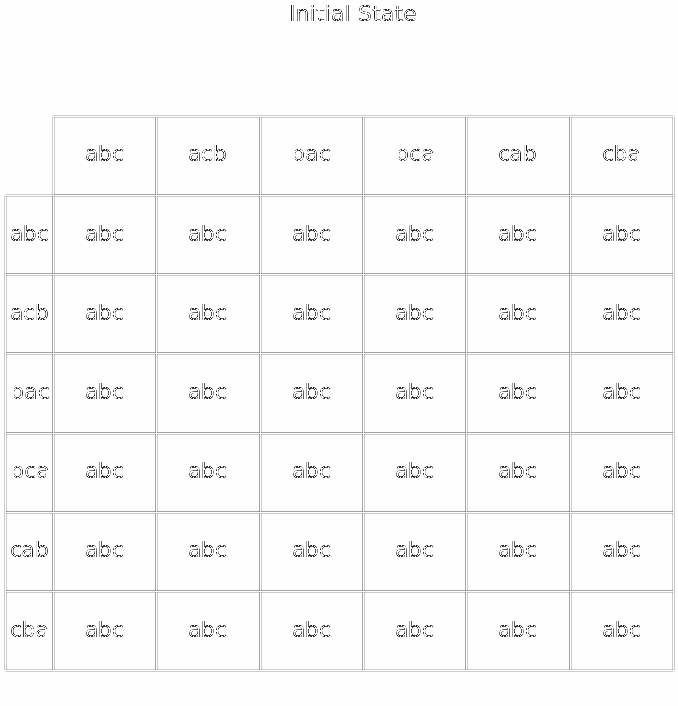 Initial State
abc acb bac bca cab cba
abc abc abc abc abc abc abc
acb abc abc abc abc abc abc
bac abc abc abc abc abc abc
bca abc abc abc abc abc abc
cab abc abc abc abc abc abc
cba abc abc abc abc abc abc